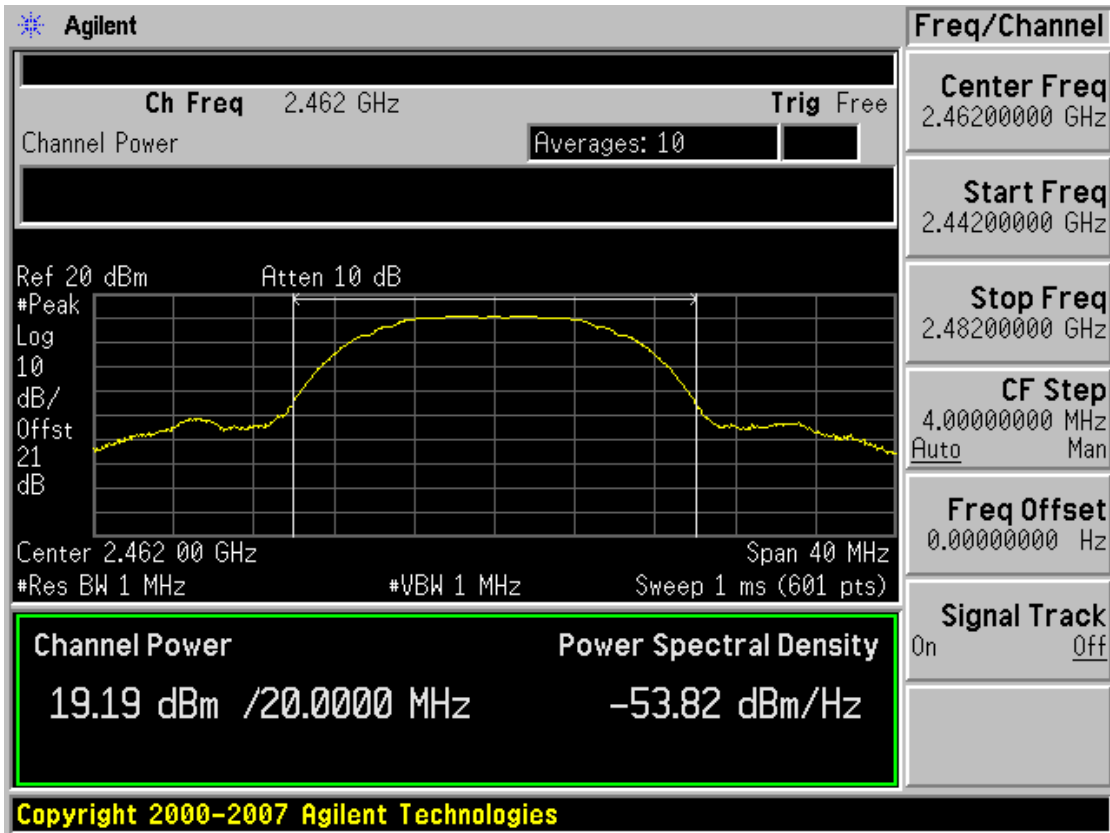 Agilent
Freq/Channel
Ch Freq 2.462 GHz Trig Free
Channel Power Averages: 10
Ref 20 dBm Atten 10 dB
#Peak
Log
10
dB/
Offst
21
dB
Center 2.462 00 GHz Span 40 MHz
#Res BW 1 MHz #VBW 1 MHz Sweep 1 ms (601 pts)
Channel Power Power Spectral Density
19.19 dBm /20.0000 MHz -53.82 dBm/Hz
Copyright 2000-2007 Agilent Technologies
Center Freq
2.46200000 GHz
Start Freq
2.44200000 GHz
Stop Freq
2.48200000 GHz
CF Step
4.00000000 MHz
Auto Man
Freq Offset
0.00000000 Hz
Signal Track
On Off